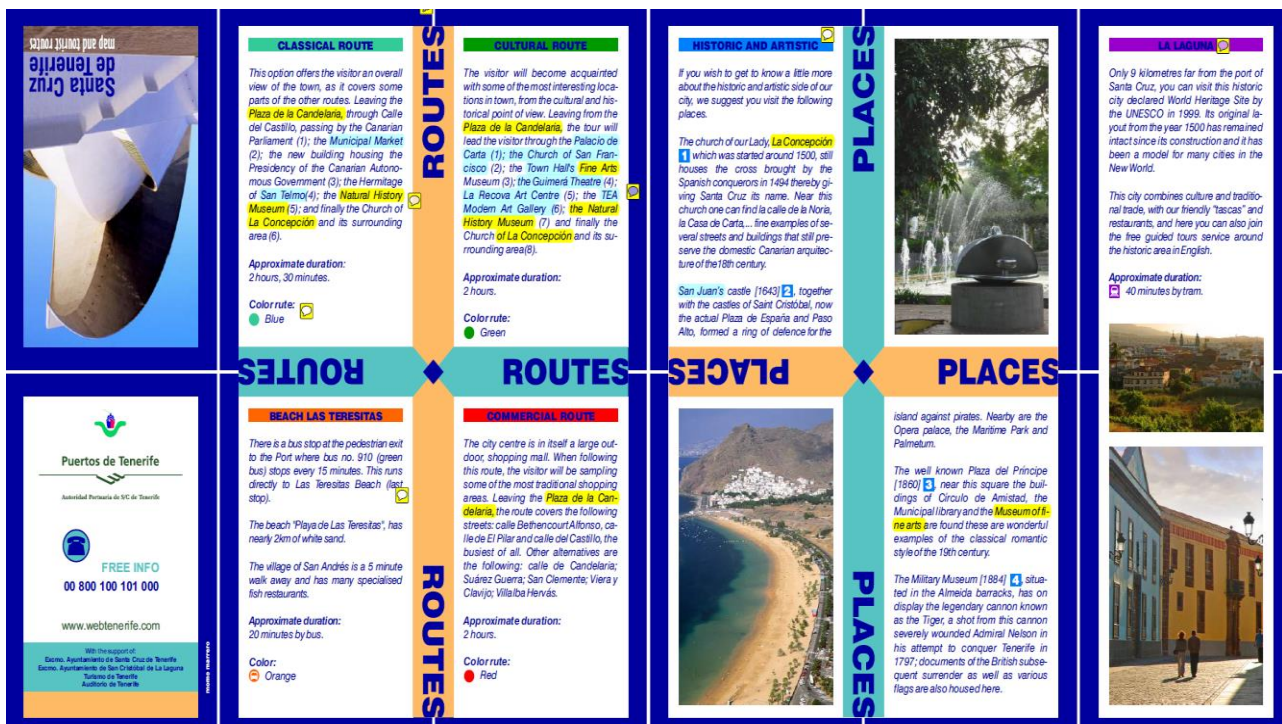 Santa Cruz
de Tenerife
map and tourist routes
CLASSICAL ROUTE
This option offers the visitor an overall
view of the town, as it covers some
parts of the other routes. Leaving the
Plaza de la Candelaria, through Calle
del Castillo, passing by the Canarian
Parliament (1); the Municipal Market
(2); the new building housing the
Presidency of the Canarian Autono-
mous Government (3); the Hermitage
of San Telmo(4); the Natural History
Museum (5); and finally the Church of
La Concepción and its surrounding
area (6).
Approximate duration:
2 hours, 30 minutes.
Color rute:
Blue
ROUTES
CULTURAL ROUTE
The visitor will become acquainted
with some of the most interesting loca-
tions in town, from the cultural and his-
torical point of view. Leaving from the
Plaza de la Candelaria, the tour will
lead the visitor through the Palacio de
Carta (1); the Church of San Fran-
cisco (2); the Town Hall's Fine Arts
Museum (3); the Guimerá Theatre (4);
La Recova Art Centre (5); the TEA
Modern Art Gallery (6); the Natural
History Museum (7) and finally the
Church of La Concepción and its su-
rrounding area(8).
Approximate duration:
2 hours.
Color rute:
Green
HISTORIC AND ARTISTIC
If you wish to get to know a little more
about the historic and artistic side of our
city, we suggest you visit the following
places.
The church of our Lady, La Concepción
1 which was started around 1500, still
houses the cross brought by the
Spanish conquerors in 1494 thereby gi-
ving Santa Cruz its name. Near this
church one can find la calle de la Noria,
la Casa de Carta,... fine examples of se-
veral streets and buildings that still pre-
serve the domestic Canarian arquitec-
ture of the18th century.
San Juan's castle [1643] 2, together
with the castles of Saint Cristóbal, now
the actual Plaza de España and Paso
Alto, formed a ring of defence for the
PLACES
LA LAGUNA
Only 9 kilometres far from the port of
Santa Cruz, you can visit this historic
city declared World Heritage Site by
the UNESCO in 1999. Its original la-
yout from the year 1500 has remained
intact since its construction and it has
been a model for many cities in the
New World.
This city combines culture and traditio-
nal trade, with our friendly "tascas" and
restaurants, and here you can also join
the free guided tours service around
the historic area in English.
Approximate duration:
40 minutes by tram.
ROUTES
ROUTES
PLACES
PLACES
Puertos de Tenerife
Autoridad Portuaria de S/C de Tenerife
FREE INFO
00 800 100 101 000
www.webtenerife.com
With the support of:
Excmo. Ayuntamiento de Santa Cruz de Tenerife
Excmo. Ayuntamiento de San Cristóbal de La Laguna
Turismo de Tenerife
Auditorio de Tenerife
momo marrero
BEACH LAS TERESITAS
There is a bus stop at the pedestrian exit
to the Port where bus no. 910 (green
bus) stops every 15 minutes. This runs
directly to Las Teresitas Beach (last
stop).
The beach "Playa de Las Teresitas", has
nearly 2km of white sand.
The village of San Andrés is a 5 minute
walk away and has many specialised
fish restaurants.
Approximate duration:
20 minutes by bus.
Color:
Orange
ROUTES
COMMERCIAL ROUTE
The city centre is in itself a large out-
door, shopping mall. When following
this route, the visitor will be sampling
some of the most traditional shopping
areas. Leaving the Plaza de la Can-
delaria, the route covers the following
streets: calle Bethencourt Alfonso, ca-
lle de El Pilar and calle del Castillo, the
busiest of all. Other alternatives are
the following: calle de Candelaria;
Suárez Guerra; San Clemente; Viera y
Clavijo; Villalba Hervás.
Approximate duration:
2 hours.
Color rute:
Red
PLACES
island against pirates. Nearby are the
Opera palace, the Maritime Park and
Palmetum.
The well known Plaza del Príncipe
[1860] 3, near this square the buil-
dings of Círculo de Amistad, the
Municipal library and the Museum of fi-
ne arts are found these are wonderful
examples of the classical romantic
style of the 19th century.
The Military Museum [1884] 4, situa-
ted in the Almeida barracks, has on
display the legendary cannon known
as the Tiger, a shot from this cannon
severely wounded Admiral Nelson in
his attempt to conquer Tenerife in
1797; documents of the British subse-
quent surrender as well as various
flags are also housed here.